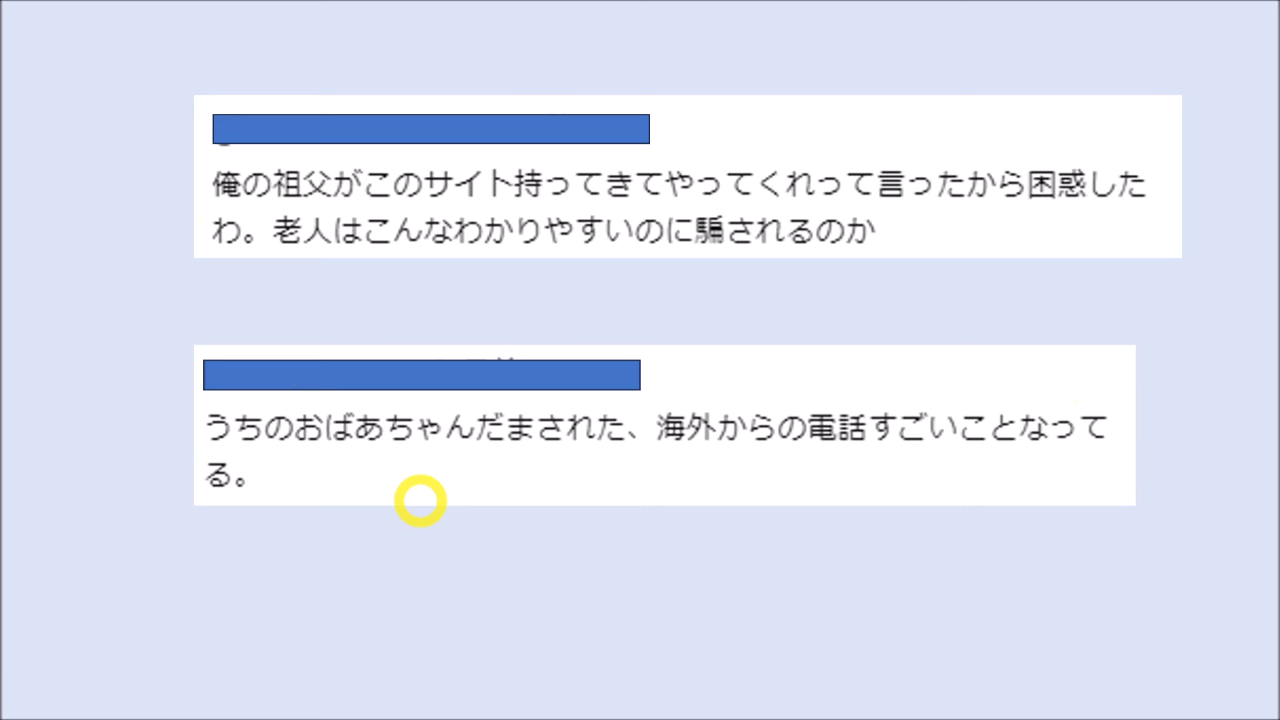 俺の祖父がこのサイト持ってきてやってくれって言ったから困惑した
わ。老人はこんなわかりやすいのに騙されるのか
うちのおばあちゃんだまされた、海外からの電話すごいことなって
る。